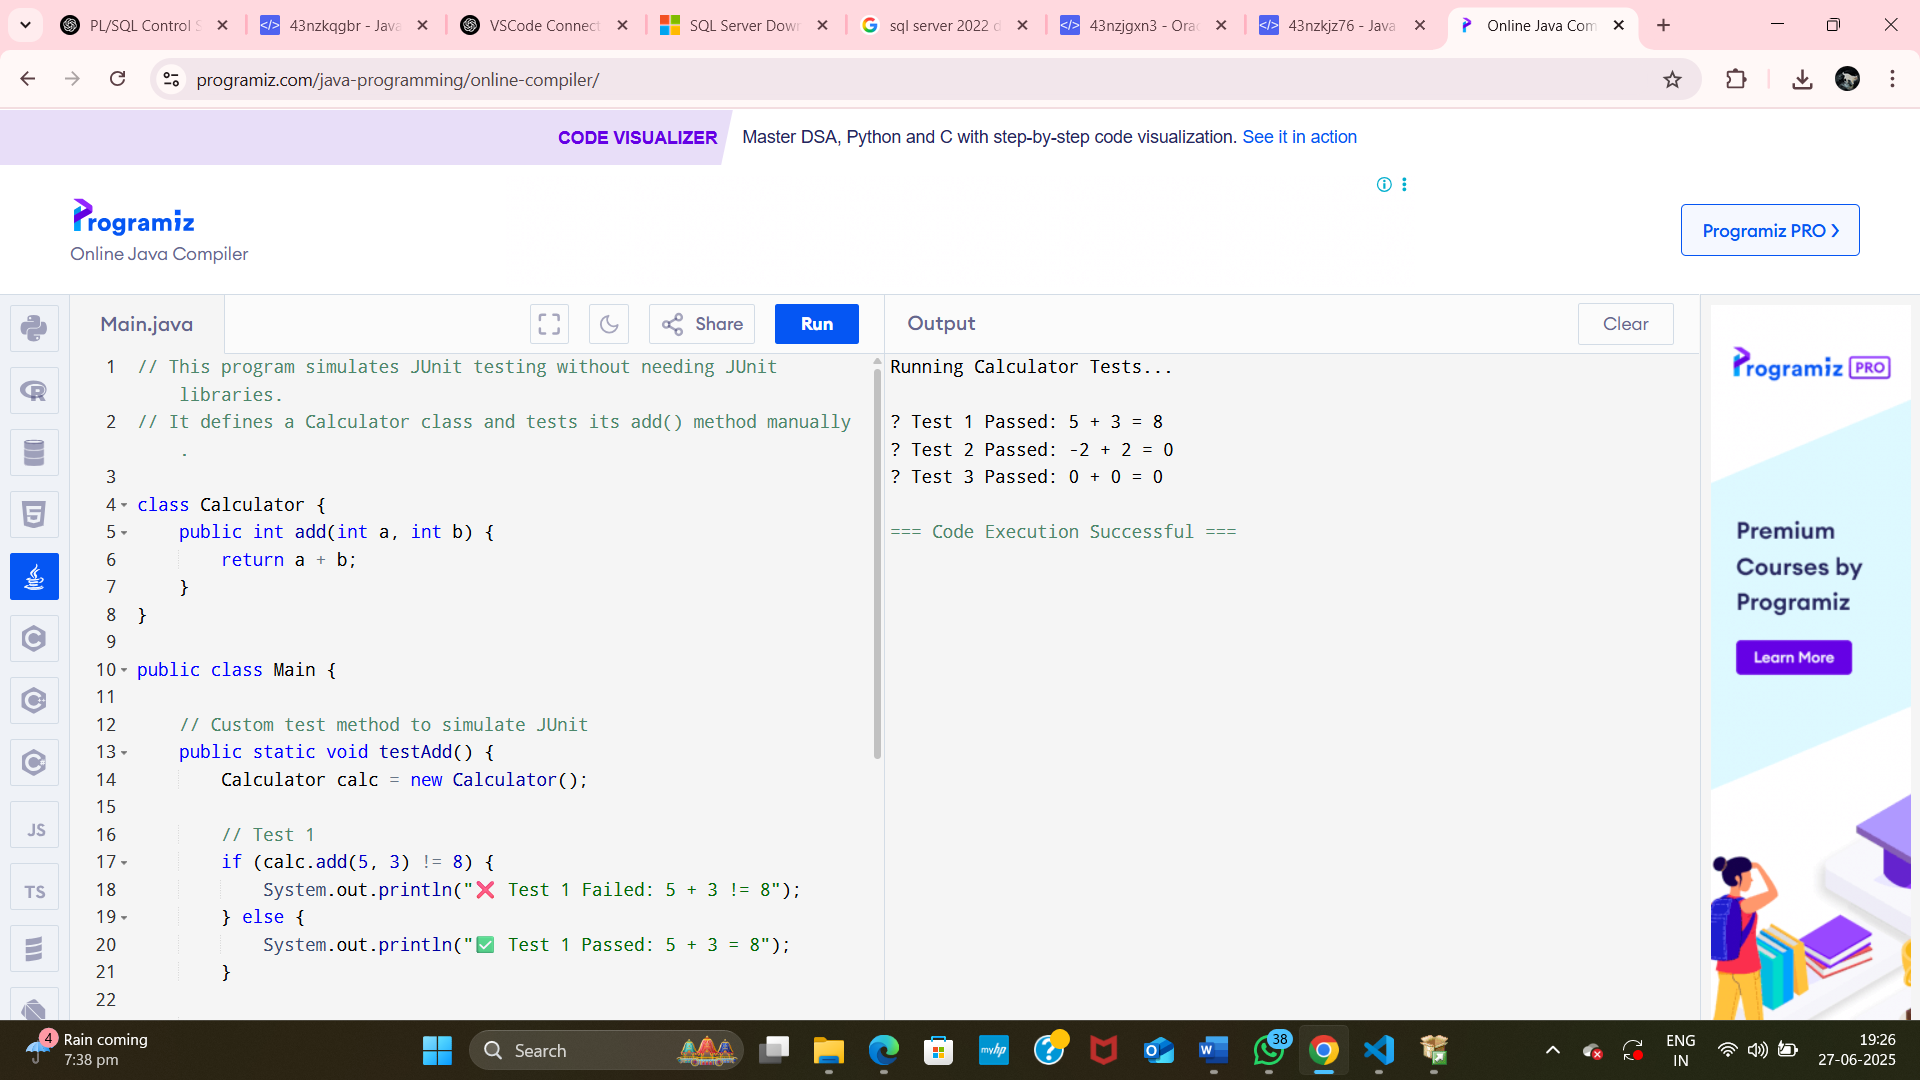 PL/SQL Control S
43nzkqgbr - Java
VSCode Connect
SQL Server Down
sql server 2022 d
43nzjgxn3 - Orac
43nzkjz76 - Java
Online Java Com
programiz.com/java-programming/online-compiler/
CODE VISUALIZER
Master DSA, Python and C with step-by-step code visualization. See it in action
Programiz
Online Java Compiler
Programiz PRO
Main.java
Share
Run
Output
Clear
1 // This program simulates JUnit testing without needing JUnit
libraries.
2 // It defines a Calculator class and tests its add() method manually
.
3
4 class Calculator {
5 public int add(int a, int b) {
6 return a + b;
7 }
8 }
9
10 public class Main {
11
12 // Custom test method to simulate JUnit
13 public static void testAdd() {
14 Calculator calc = new Calculator();
15
16 // Test 1
17 if (calc.add(5, 3) != 8) {
18 System.out.println("❌ Test 1 Failed: 5 + 3 != 8");
19 } else {
20 System.out.println("✅ Test 1 Passed: 5 + 3 = 8");
21 }
22
Running Calculator Tests...
? Test 1 Passed: 5 + 3 = 8
? Test 2 Passed: -2 + 2 = 0
? Test 3 Passed: 0 + 0 = 0
=== Code Execution Successful ===
JS
TS
Programiz PRO
Premium
Courses by
Programiz
Learn More
4
Rain coming
7:38 pm
Search
myhp
38
ENG
IN
19:26
27-06-2025